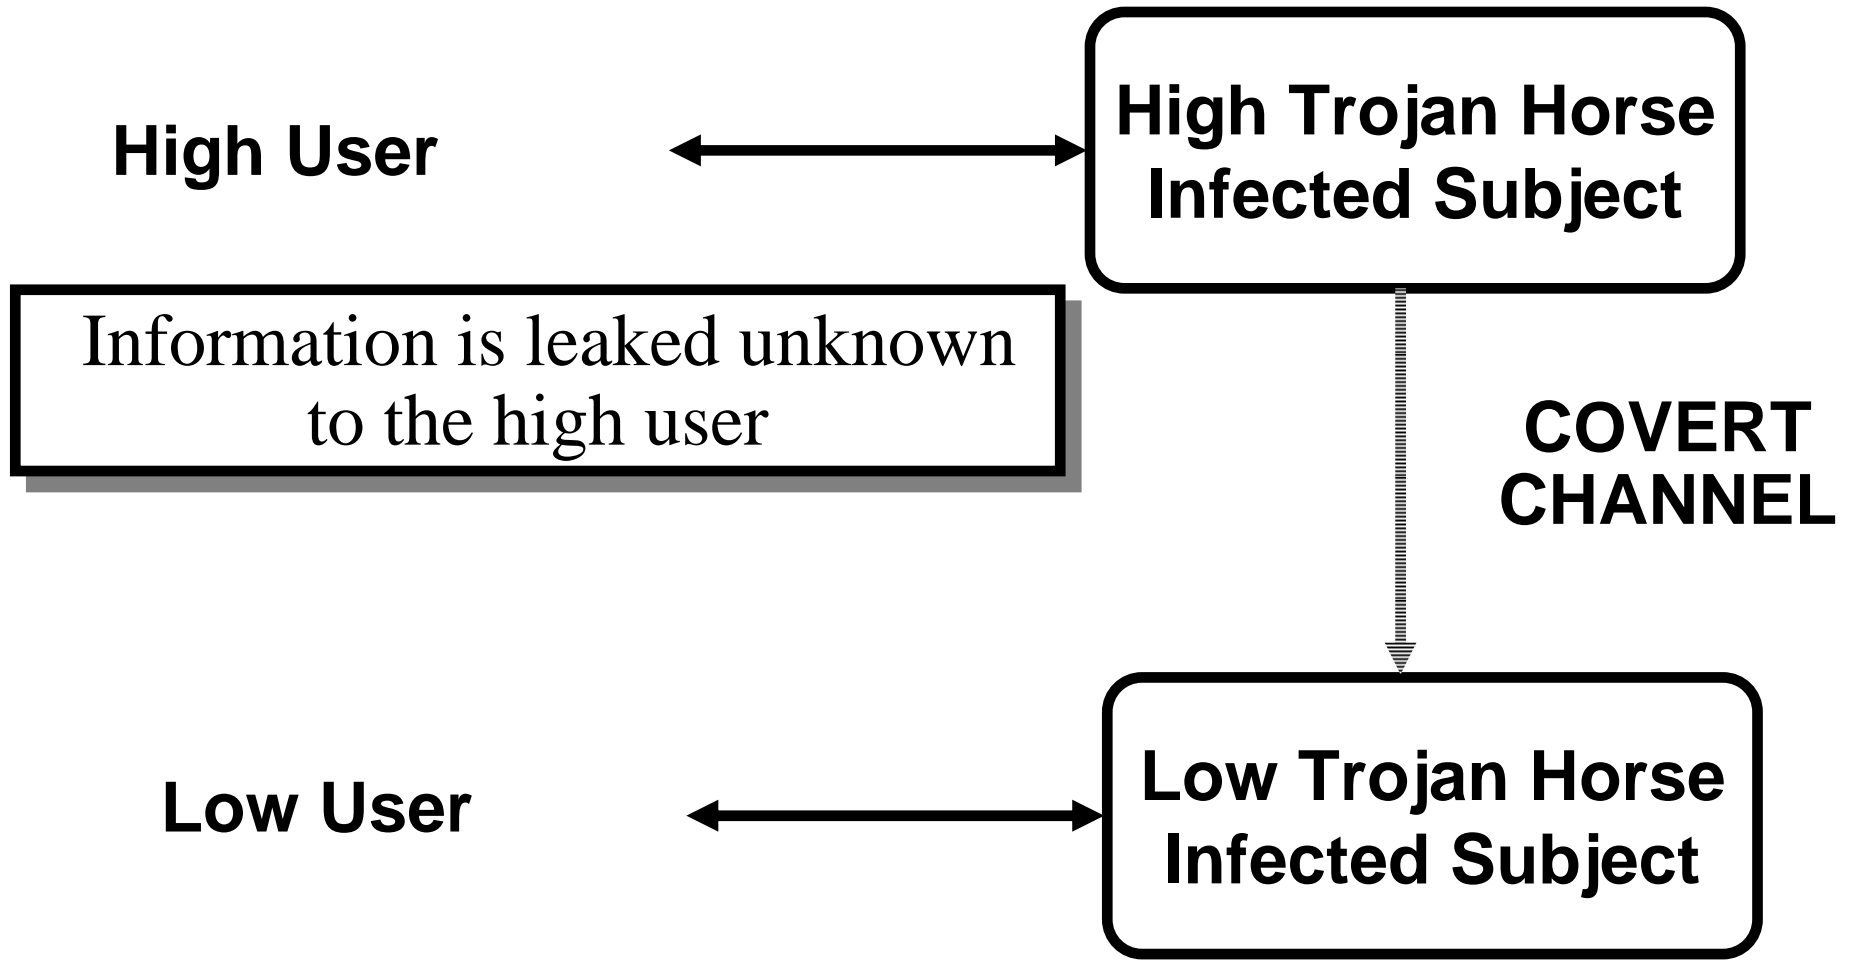 High Trojan Horse
Infected Subject
High User
Information is leaked unknown
to the high user
COVERT
CHANNEL
Low Trojan Horse
Infected Subject
Low User